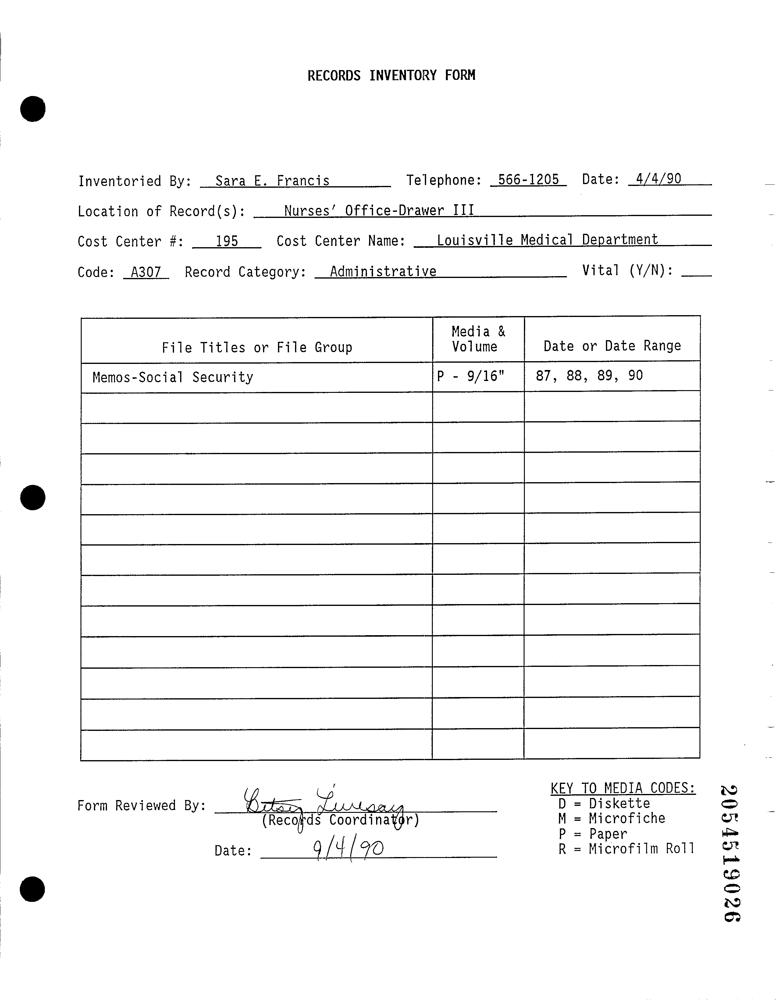 RECORDS INVENTORY FORM
Inventoried By: Sara E. Francis Telephone: 566-1205 Date: 4/4/90
Location of Record(s): Nurses' Office-Drawer III
Cost Center #: 195 Cost Center Name: Louisville Medical Department
Code: A307 Record Category: Administrative Vital (Y/N):
File Titles or File Group Media & Volume Date or Date Range
Memos-Social Security P - 9/16" 87, 88, 89, 90
Form Reviewed By: Betsy
(Records Coordinator)
Date: 9/4/90
KEY TO MEDIA CODES:
D = Diskette
M = Microfiche
P = Paper
R = Microfilm Roll
2054519026